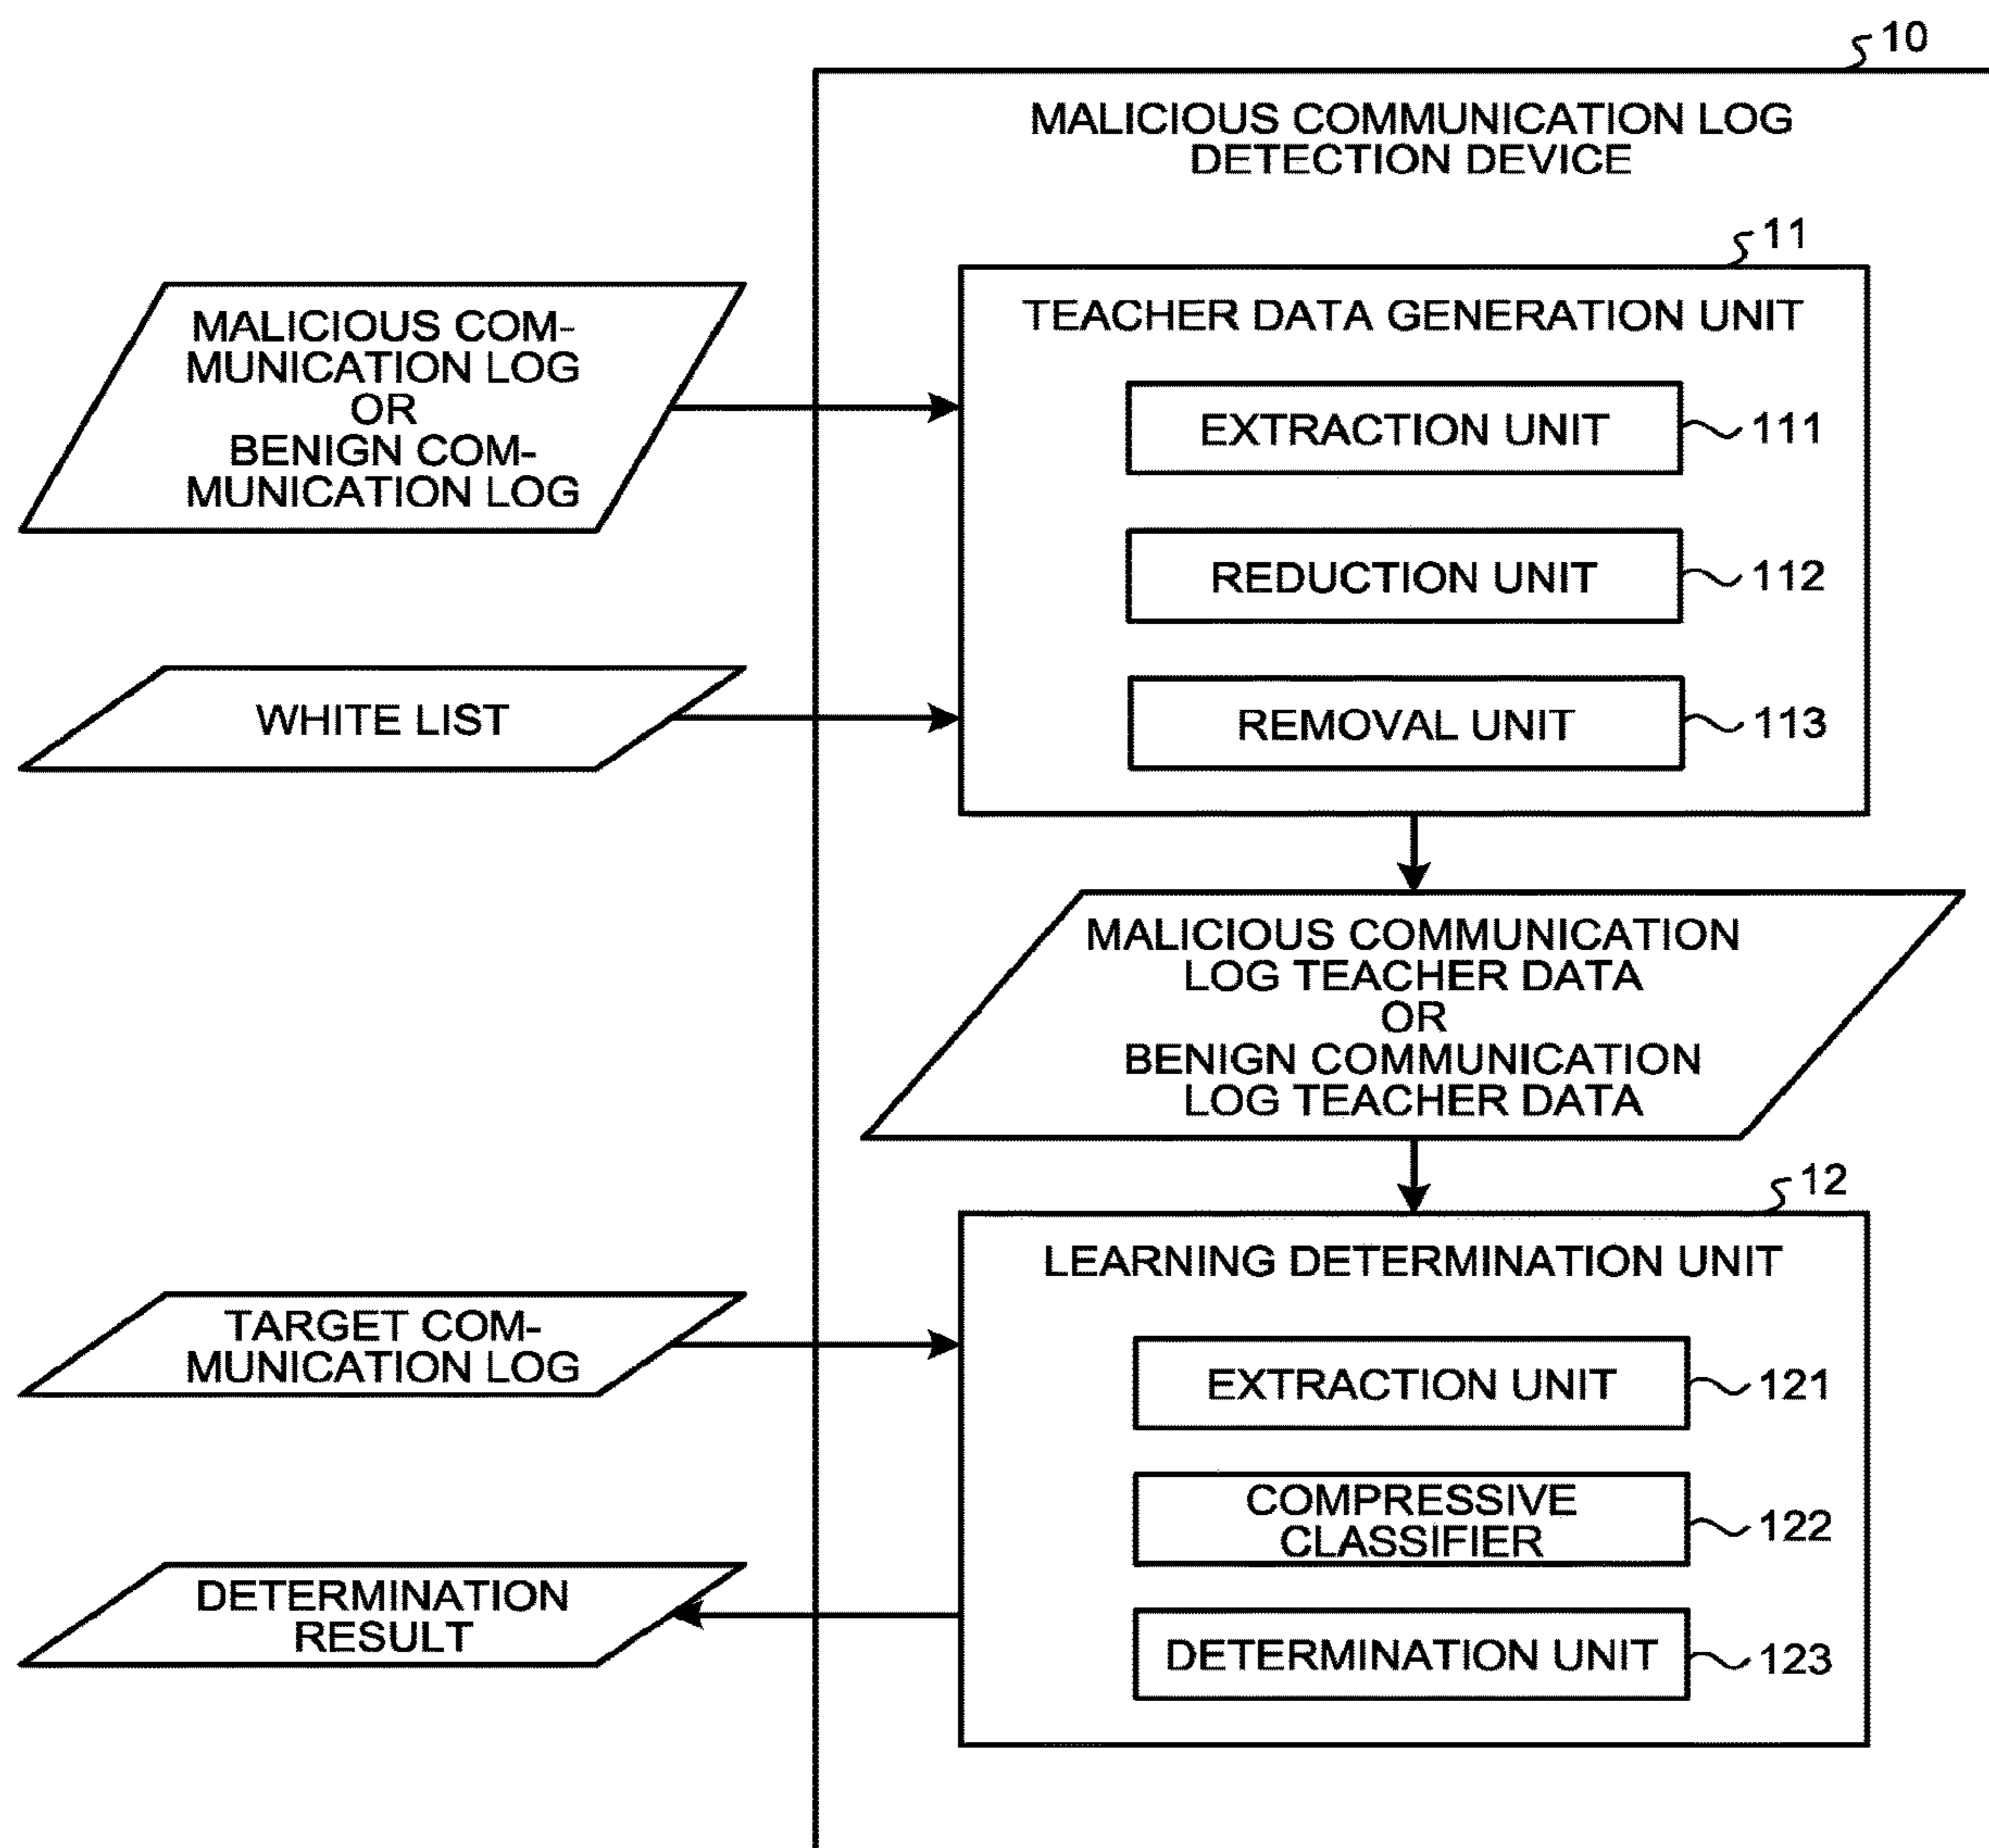 10
MALICIOUS COMMUNICATION LOG
DETECTION DEVICE
11
MALICIOUS COM-
MUNICATION LOG
OR
BENIGN COM-
MUNICATION LOG
TEACHER DATA GENERATION UNIT
EXTRACTION UNIT
111
REDUCTION UNIT
112
WHITE LIST
REMOVAL UNIT
113
MALICIOUS COMMUNICATION
LOG TEACHER DATA
OR
BENIGN COMMUNICATION
LOG TEACHER DATA
12
LEARNING DETERMINATION UNIT
TARGET COM-
MUNICATION LOG
EXTRACTION UNIT
121
COMPRESSIVE
CLASSIFIER
122
DETERMINATION
RESULT
DETERMINATION UNIT
123